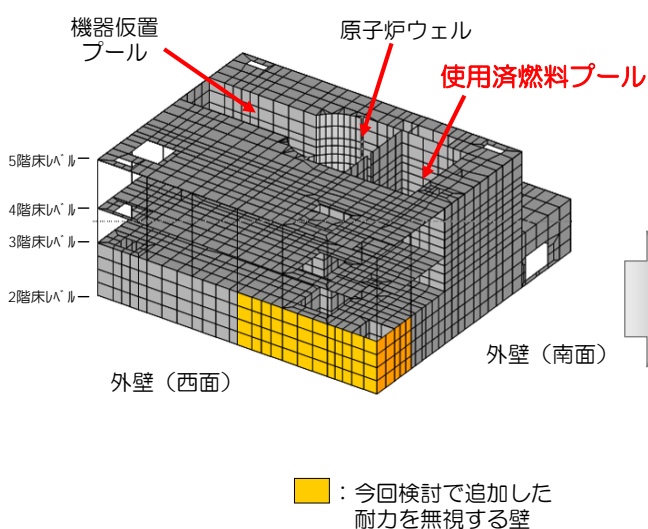 機器仮置
プール
原子炉ウェル
使用済燃料プール
5階床ﾚﾍﾞﾙ
4階床ﾚﾍﾞﾙ
3階床ﾚﾍﾞﾙ
2階床ﾚﾍﾞﾙ
外壁（西面）
外壁（南面）
：今回検討で追加した
耐力を無視する壁